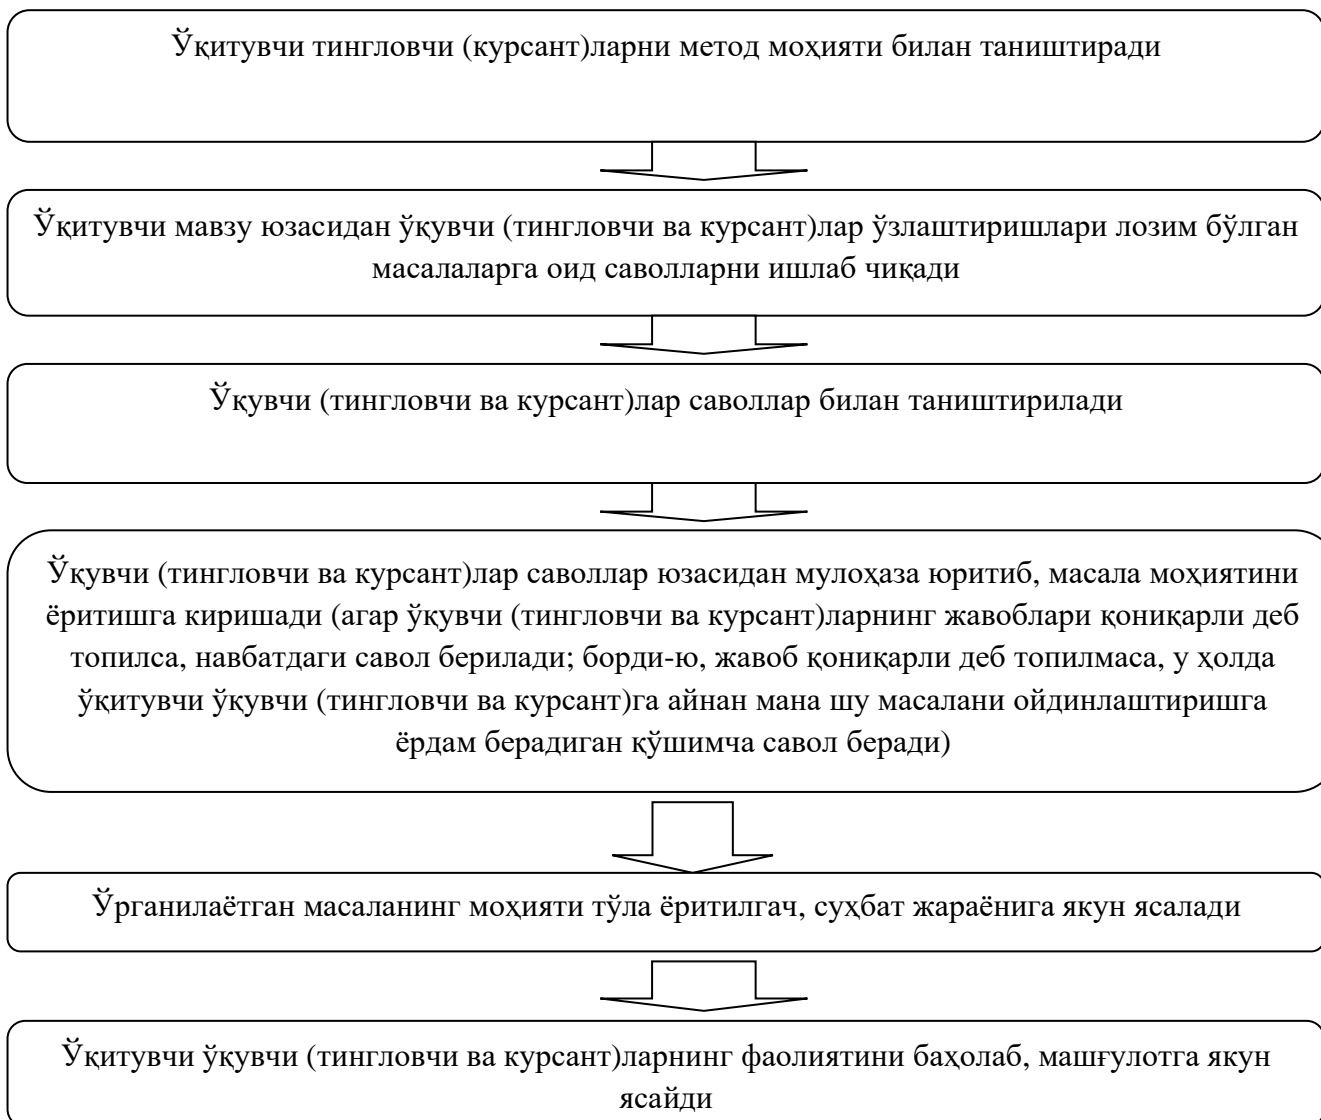 Ўқитувчи тингловчи (курсант)ларни метод моҳияти билан таништиради
Ўқитувчи мавзу юзасидан ўқувчи (тингловчи ва курсант)лар ўзлаштиришлари лозим бўлган
масалаларга оид саволларни ишлаб чиқади
Ўқувчи (тингловчи ва курсант)лар саволлар билан таништирилади
Ўқувчи (тингловчи ва курсант)лар саволлар юзасидан мулоҳаза юритиб, масала моҳиятини
ёритишга киришади (агар ўқувчи (тингловчи ва курсант)ларнинг жавоблари қониқарли деб
топилса, навбатдаги савол берилади; борди-ю, жавоб қониқарли деб топилмаса, у ҳолда
ўқитувчи ўқувчи (тингловчи ва курсант)га айнан мана шу масалани ойдинлаштиришга
ёрдам берадиган қўшимча савол беради)
Ўрганилаётган масаланинг моҳияти тўла ёритилгач, суҳбат жараёнига якун ясалади
Ўқитувчи ўқувчи (тингловчи ва курсант)ларнинг фаолиятини баҳолаб, машғулотга якун
ясайди